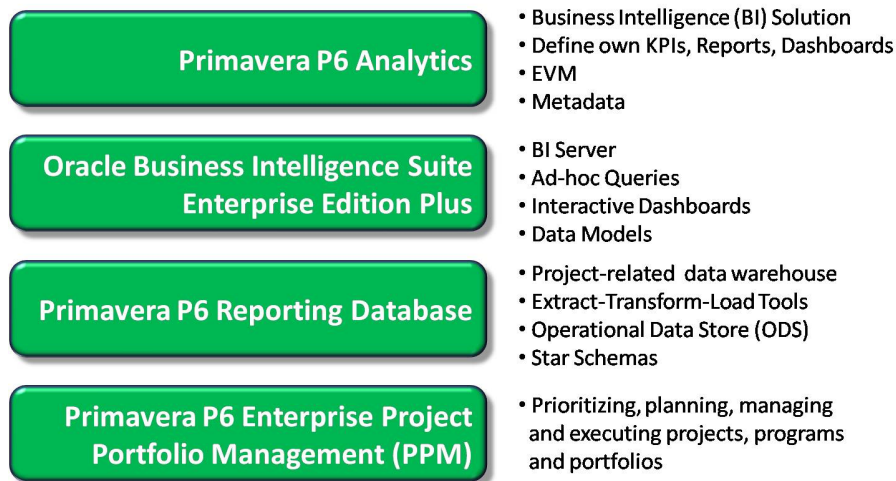 Primavera P6 Analytics
• Business Intelligence (BI) Solution
• Define own KPIs, Reports, Dashboards
• EVM
• Metadata
Oracle Business Intelligence Suite
Enterprise Edition Plus
• BI Server
• Ad-hoc Queries
• Interactive Dashboards
• Data Models
Primavera P6 Reporting Database
• Project-related data warehouse
• Extract-Transform-Load Tools
• Operational Data Store (ODS)
• Star Schemas
Primavera P6 Enterprise Project
Portfolio Management (PPM)
• Prioritizing, planning, managing
and executing projects, programs
and portfolios